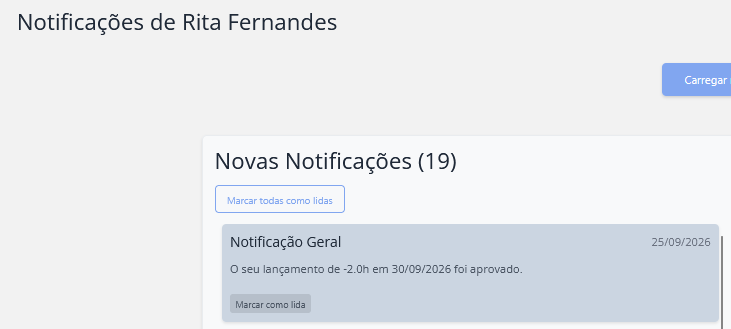 Notificações de Rita Fernandes
Carregar
Novas Notificações (19)
Marcar todas como lidas
Notificação Geral
25/09/2026
O seu lançamento de -2.0h em 30/09/2026 foi aprovado.
Marcar como lida